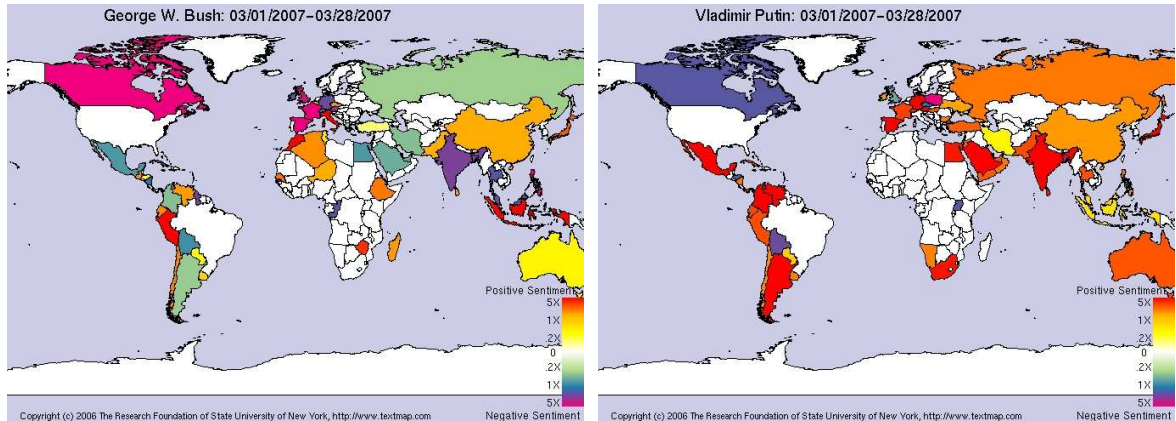 George W. Bush: 03/01/2007-03/28/2007
Positive Sentiment
5X
1X
.2X
0
.2X
1X
5X
Negative Sentiment
Copyright (c) 2006 The Research Foundation of State University of New York, http://www.textmap.com
Vladimir Putin: 03/01/2007-03/28/2007
Positive Sentiment
5X
1X
.2X
0
.2X
1X
5X
Negative Sentiment
Copyright (c) 2006 The Research Foundation of State University of New York, http://www.textmap.com